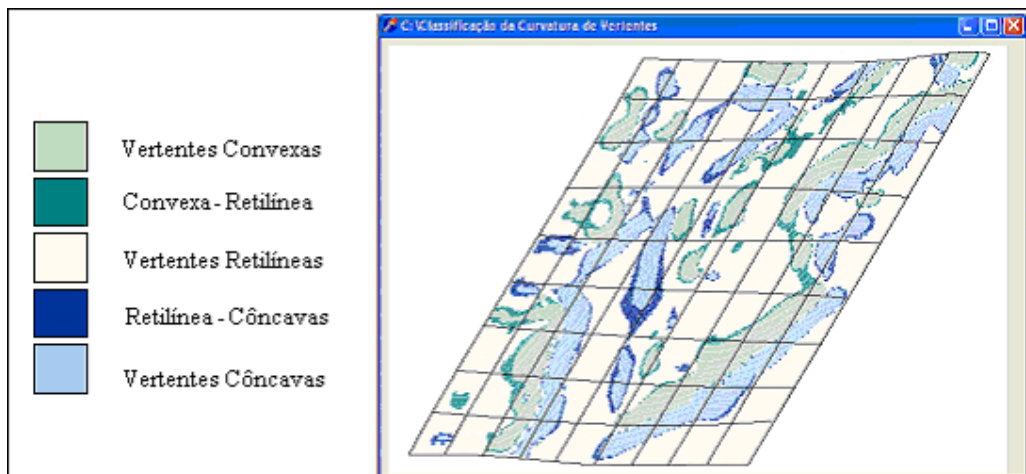 C:\Classificação da Curvatura de Vertentes
Vertentes Convexas
Convexa - Retilínea
Vertentes Retilíneas
Retilínea - Côncavas
Vertentes Côncavas